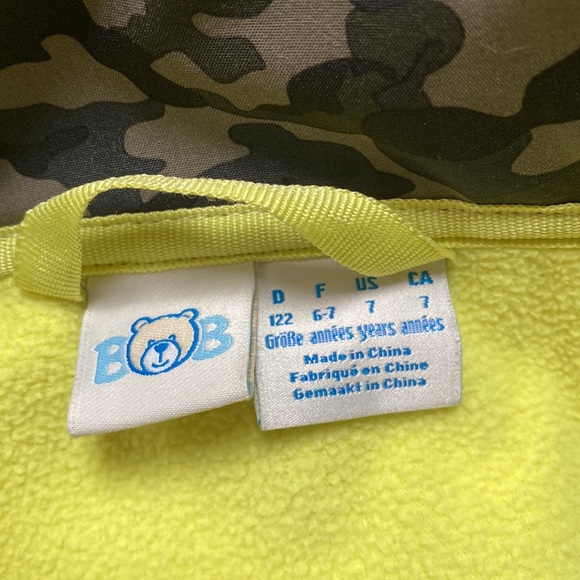 BOB
D F US CA
122 6-7 7 7
Größe années years années
Made in China
Fabriqué en Chine
Gemaakt in China